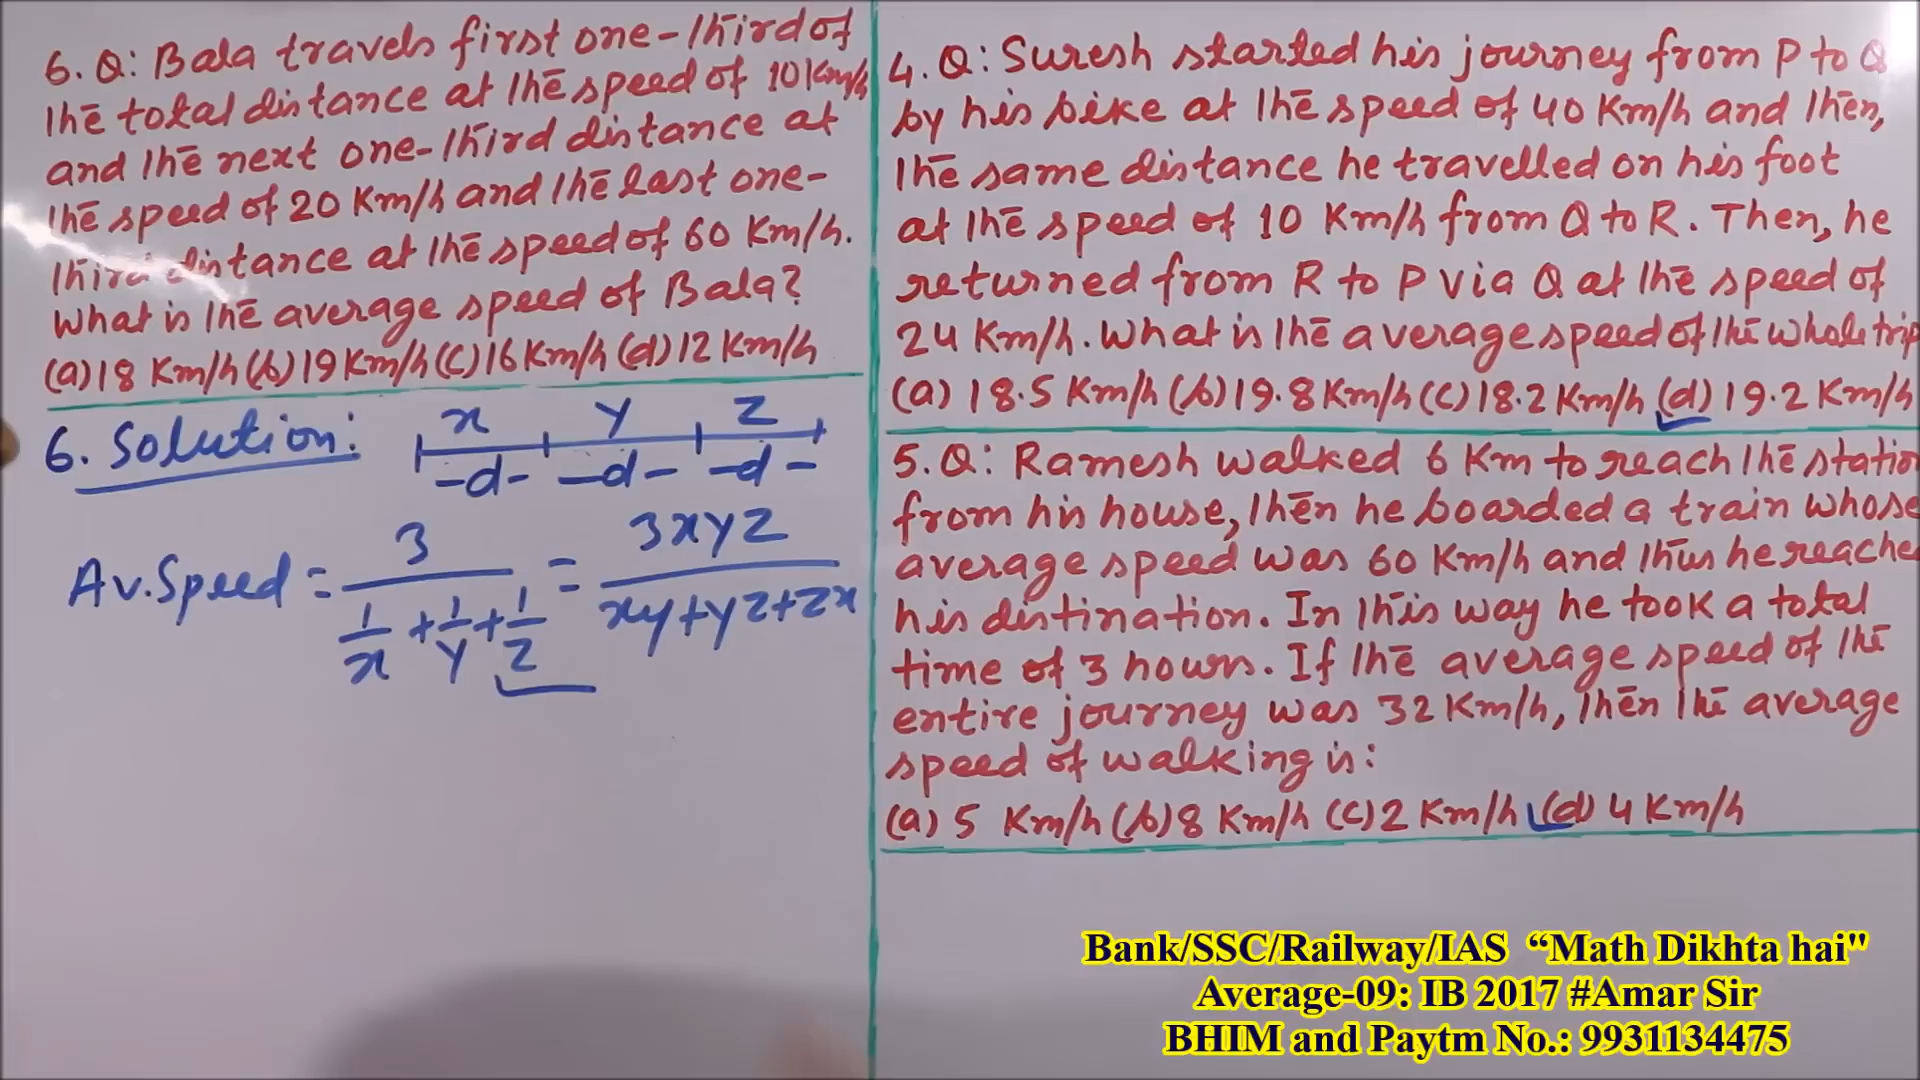 6. Q: Bala travels first one-third of
the total distance at the speed of 10 Km/h
and the next one-third distance at
the speed of 20 Km/h and the last one-
third distance at the speed of 60 Km/h.
What is the average speed of Bala?
(a) 18 Km/h (b) 19 Km/h (c) 16 Km/h (d) 12 Km/h
6. Solution:
x y z
-d- -d- -d-
Av. Speed = 3 / (1/x + 1/y + 1/z) = 3xyz / (xy+yz+zx)
4. Q: Suresh started his journey from P to Q
by his bike at the speed of 40 Km/h and then,
the same distance he travelled on his foot
at the speed of 10 Km/h from Q to R. Then, he
returned from R to P via Q at the speed of
24 Km/h. What is the average speed of the whole trip
(a) 18.5 Km/h (b) 19.8 Km/h (c) 18.2 Km/h (d) 19.2 Km/h
5. Q: Ramesh walked 6 Km to reach the statio
from his house, then he boarded a train whose
average speed was 60 Km/h and thus he reache
his distination. In this way he took a total
time of 3 hours. If the average speed of the
entire journey was 32 Km/h, then the average
speed of walking is:
(a) 5 Km/h (b) 8 Km/h (c) 2 Km/h (d) 4 Km/h
Bank/SSC/Railway/IAS “Math Dikhta hai"
Average-09: IB 2017 #Amar Sir
BHIM and Paytm No.: 9931134475